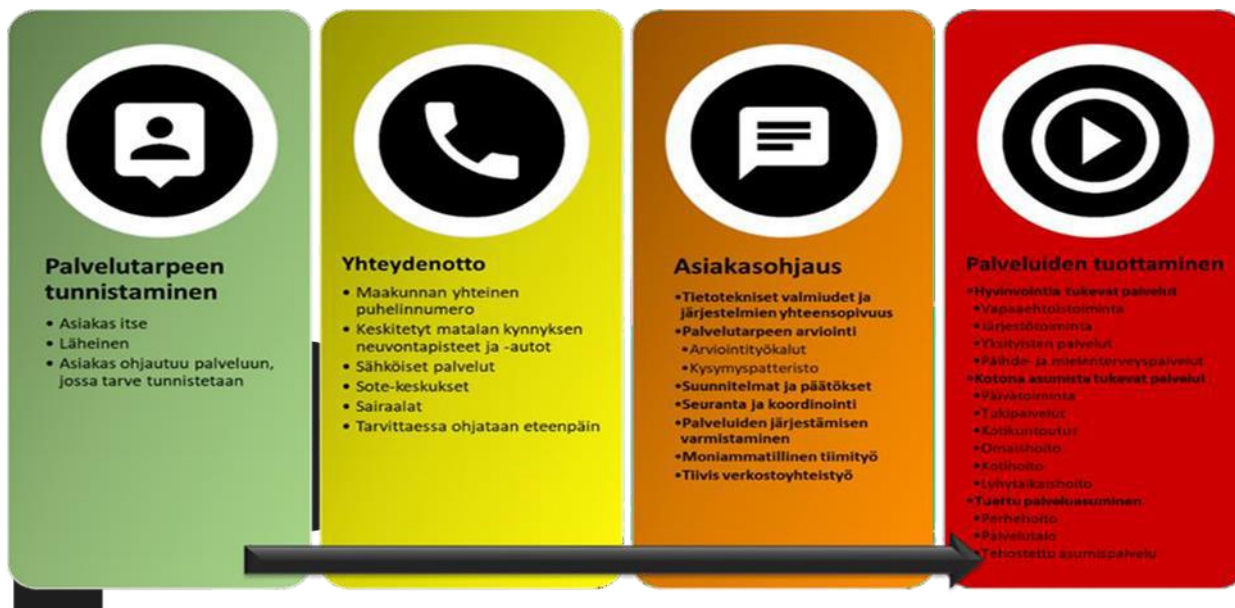 Palvelutarpeen
tunnistaminen
• Asiakas itse
• Läheinen
• Asiakas ohjautuu palveluun,
jossa tarve tunnistetaan
Yhteydenotto
• Maakunnan yhteinen
puhelinnumero
• Keskitetyt matalan kynnyksen
neuvontapisteet ja -autot
• Sähköiset palvelut
• Sote-keskukset
• Sairaalat
• Tarvittaessa ohjataan eteenpäin
Asiakasohjaus
•Tietotekniset valmiudet ja
järjestelmien yhteensopivuus
•Palvelutarpeen arviointi
•Arviointityökalut
•Kysymyspatteristo
•Suunnitelmat ja päätökset
•Seuranta ja koordinointi
•Palveluiden järjestämisen
varmistaminen
•Moniammatillinen tiimityö
•Tiivis verkostoyhteistyö
Palveluiden tuottaminen
•Hyvinvointia tukevat palvelut
•Vapaaehtoistoiminta
•Järjestötoiminta
•Yksityisten palvelut
•Päihde- ja mielenterveyspalvelut
•Kotona asumista tukevat palvelut
•Päivätoiminta
•Tukipalvelut
•Kotikuntoutus
•Omaishoito
•Kotihoito
•Lyhytaikaishoito
•Tuettu palveluasuminen
•Perhehoito
•Palvelutalo
•Tehostettu asumispalvelu